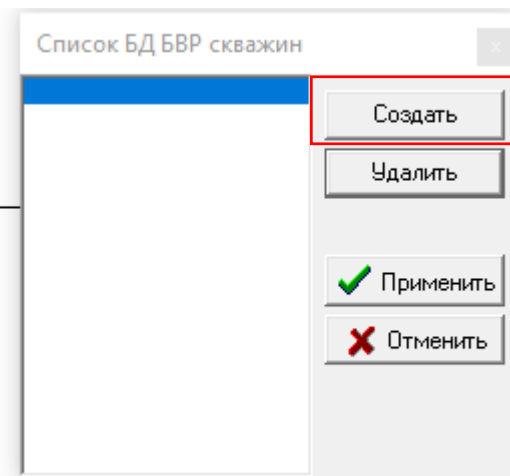 Список БД БВР скважин
Создать
Удалить
Применить
Отменить